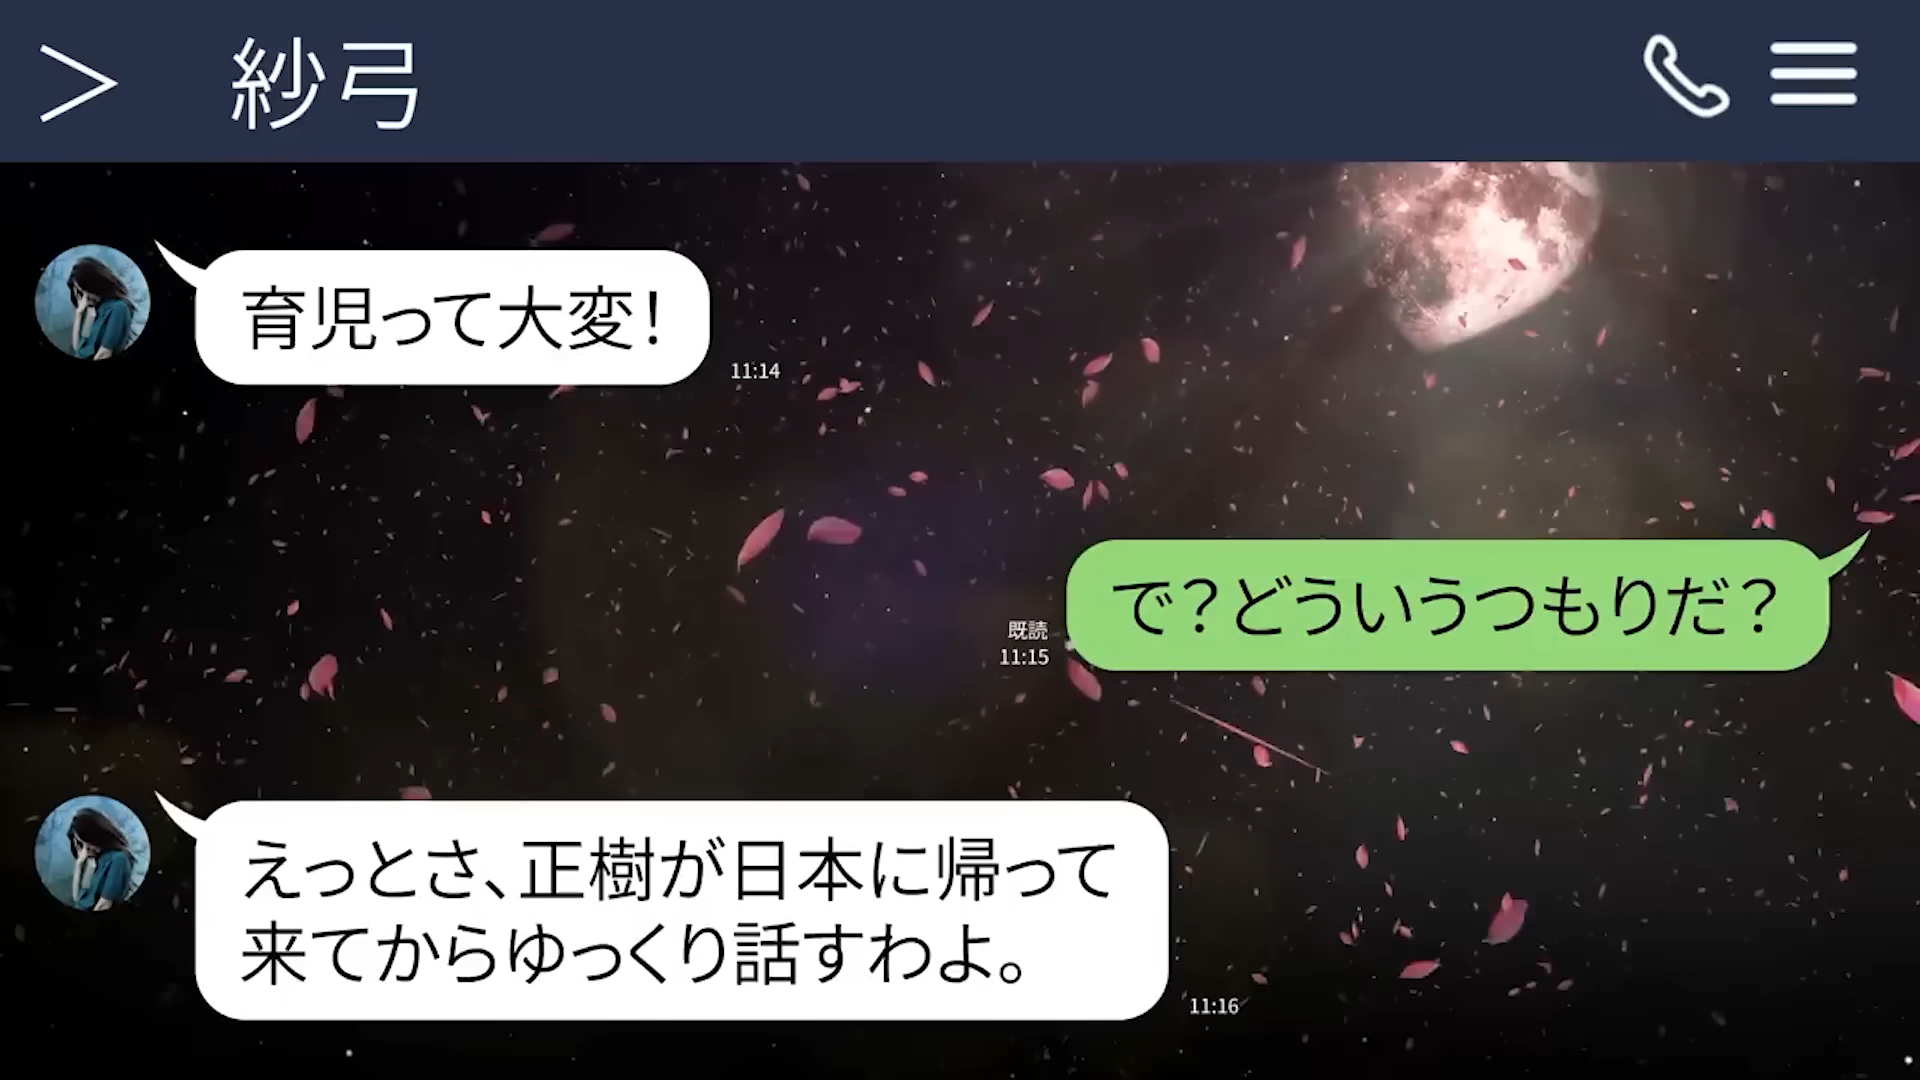 紗弓
育児って大変！
11:14
で？どういうつもりだ？
既読
11:15
えっとさ、正樹が日本に帰って
来てからゆっくり話すわよ。
11:16